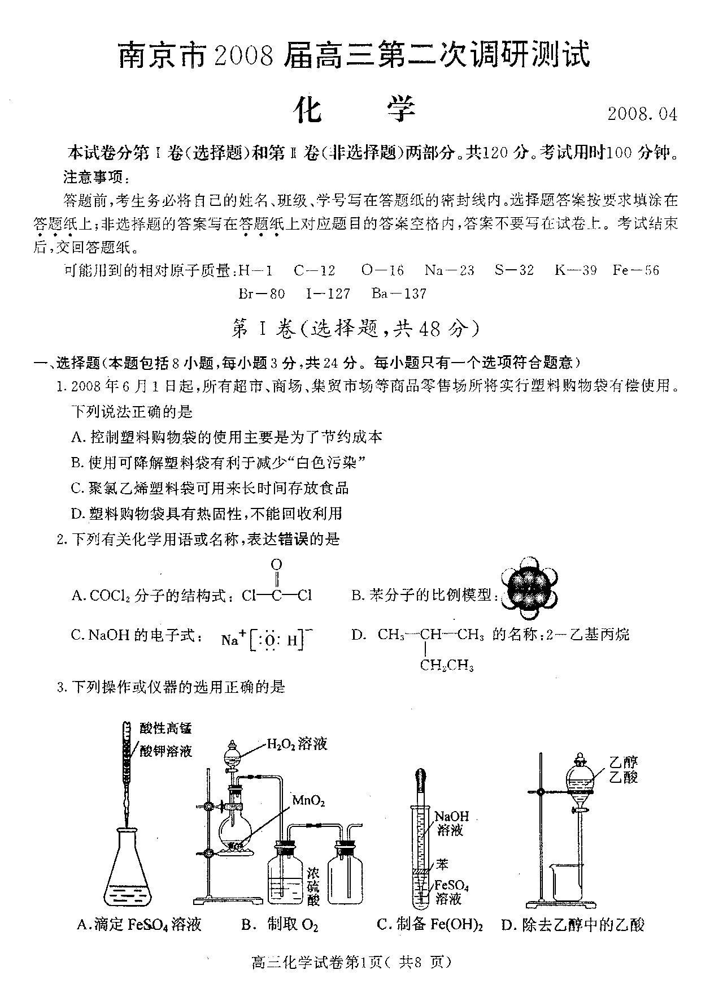 南京市2008届高三第二次调研测试
化 学 2008.04
本试卷分第Ⅰ卷(选择题)和第Ⅱ卷(非选择题)两部分。共120分。考试用时100分钟。
注意事项:
答题前,考生务必将自己的姓名、班级、学号写在答题纸的密封线内。选择题答案按要求填涂在
答题纸上;非选择题的答案写在答题纸上对应题目的答案空格内,答案不要写在试卷上。考试结束
后,交回答题纸。
可能用到的相对原子质量:H—1 C—12 O—16 Na—23 S—32 K—39 Fe—56
Br—80 I—127 Ba—137
第Ⅰ卷(选择题,共48分)
一、选择题(本题包括8小题,每小题3分,共24分。每小题只有一个选项符合题意)
1. 2008年6月1日起,所有超市、商场、集贸市场等商品零售场所将实行塑料购物袋有偿使用。
下列说法正确的是
A. 控制塑料购物袋的使用主要是为了节约成本
B. 使用可降解塑料袋有利于减少“白色污染”
C. 聚氯乙烯塑料袋可用来长时间存放食品
D. 塑料购物袋具有热固性,不能回收利用
2. 下列有关化学用语或名称,表达错误的是
O
‖
A. COCl₂分子的结构式: Cl—C—Cl B. 苯分子的比例模型:
C. NaOH的电子式: Na⁺[:Ö: H]⁻ D. CH₃—CH—CH₃ 的名称:2—乙基丙烷
|
CH₂CH₃
3. 下列操作或仪器的选用正确的是
酸性高锰
酸钾溶液
H₂O₂溶液
MnO₂
浓
硫
酸
NaOH
溶液
苯
FeSO₄
溶液
乙醇
乙酸
A.滴定FeSO₄溶液 B. 制取O₂ C.制备Fe(OH)₂ D. 除去乙醇中的乙酸
高三化学试卷第1页( 共8 页)